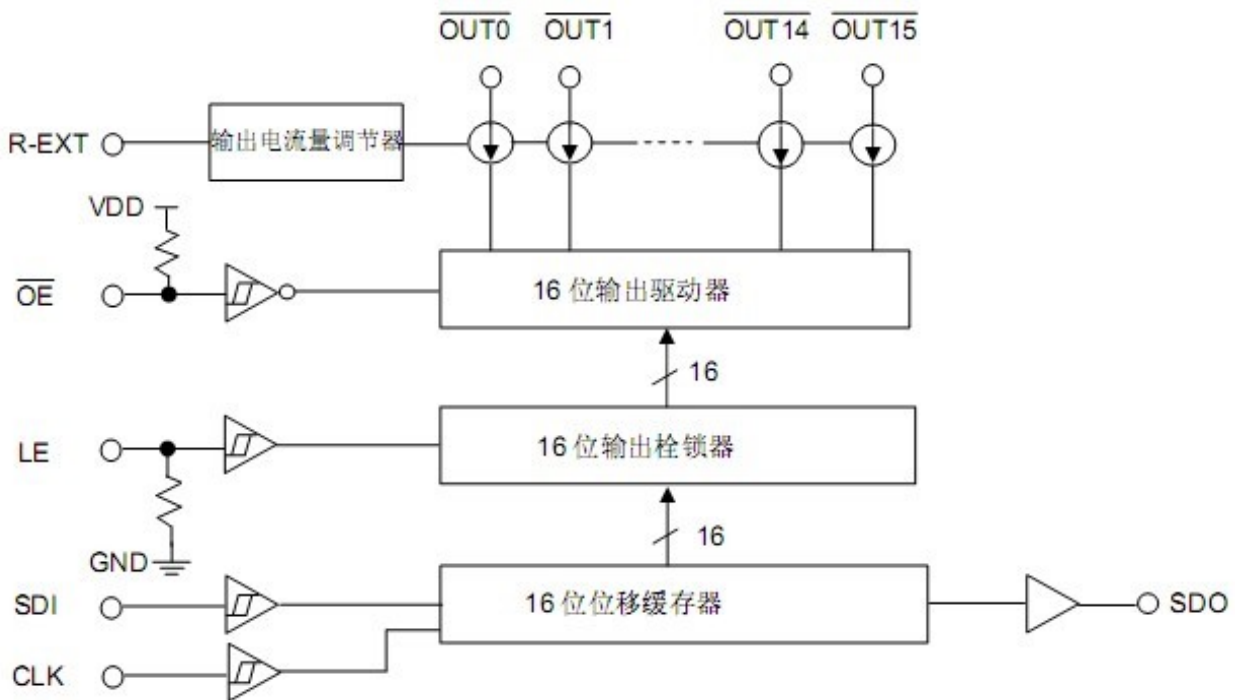 OUT0 OUT1 OUT14 OUT15
R-EXT 输出电流量调节器
VDD
OE 16 位输出驱动器
16
LE 16 位输出栓锁器
16
GND
SDI 16 位位移缓存器 SDO
CLK